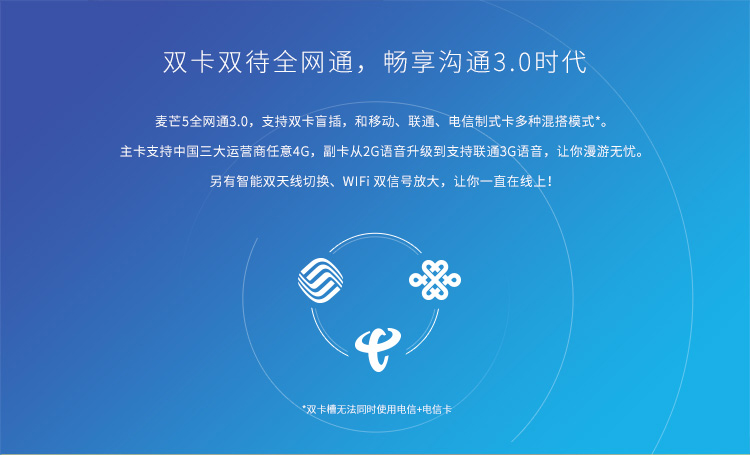 双卡双待全网通，畅享沟通3.0时代
麦芒5全网通3.0，支持双卡盲插，和移动、联通、电信制式卡多种混搭模式*。
主卡支持中国三大运营商任意4G，副卡从2G语音升级到支持联通3G语音，让你漫游无忧。
另有智能双天线切换、WIFi 双信号放大，让你一直在线上！
*双卡槽无法同时使用电信+电信卡